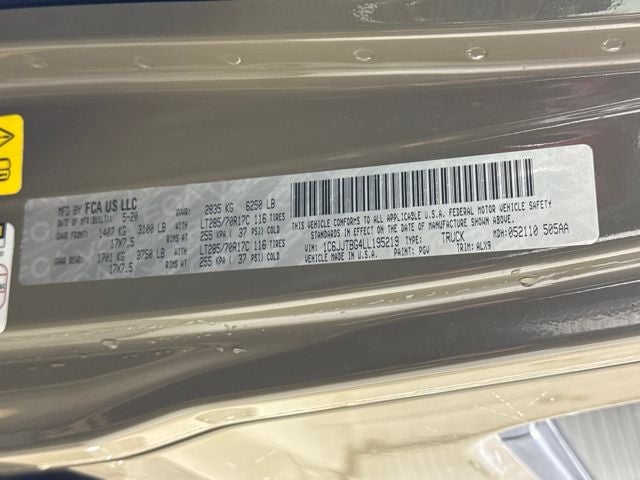 MFD BY FCA US LLC
DATE OF MFR/BUILT: 5-20
GVWR: 2835 KG 6250 LB
GAWR FRONT: 1407 KG 3100 LB LT285/70R17C 116 TIRES
17X7.5 RIMS AT 255 KPA ( 37 PSI) COLD
GAWR REAR: 1701 KG 3750 LB LT285/70R17C 116 TIRES
17X7.5 RIMS AT 255 KPA ( 37 PSI) COLD
THIS VEHICLE CONFORMS TO ALL APPLICABLE U.S.A. FEDERAL MOTOR VEHICLE SAFETY
STANDARDS IN EFFECT ON THE DATE OF MANUFACTURE SHOWN ABOVE.
VIN: 1C6JJTBG4LL195219 TYPE: TRUCK MDH: 052110 505AA
VEHICLE MADE IN U.S.A. PAINT: PGV TRIM: ALX9